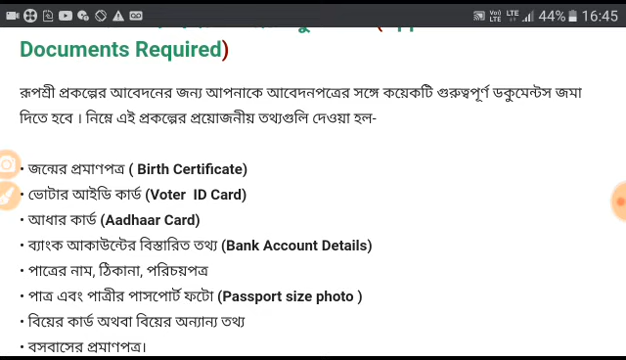 44% 16:45
Documents Required)
রূপশ্রী প্রকল্পের আবেদনের জন্য আপনাকে আবেদনপত্রের সঙ্গে কয়েকটি গুরুত্বপূর্ণ ডকুমেন্টস জমা
দিতে হবে । নিম্নে এই প্রকল্পের প্রয়োজনীয় তথ্যগুলি দেওয়া হল-
• জন্মের প্রমাণপত্র ( Birth Certificate)
• ভোটার আইডি কার্ড (Voter ID Card)
• আধার কার্ড (Aadhaar Card)
• ব্যাংক আকাউন্টের বিস্তারিত তথ্য (Bank Account Details)
• পাত্রের নাম, ঠিকানা, পরিচয়পত্র
• পাত্র এবং পাত্রীর পাসপোর্ট ফটো (Passport size photo )
• বিয়ের কার্ড অথবা বিয়ের অন্যান্য তথ্য
• বসবাসের প্রমাণপত্র।